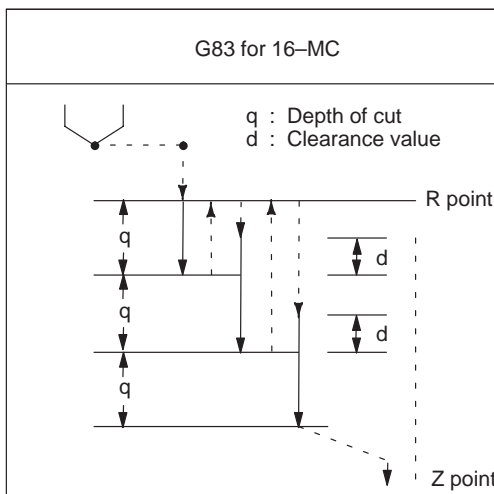 G83 for 16–MC
q : Depth of cut
d : Clearance value
R point
q
d
q
d
q
Z point